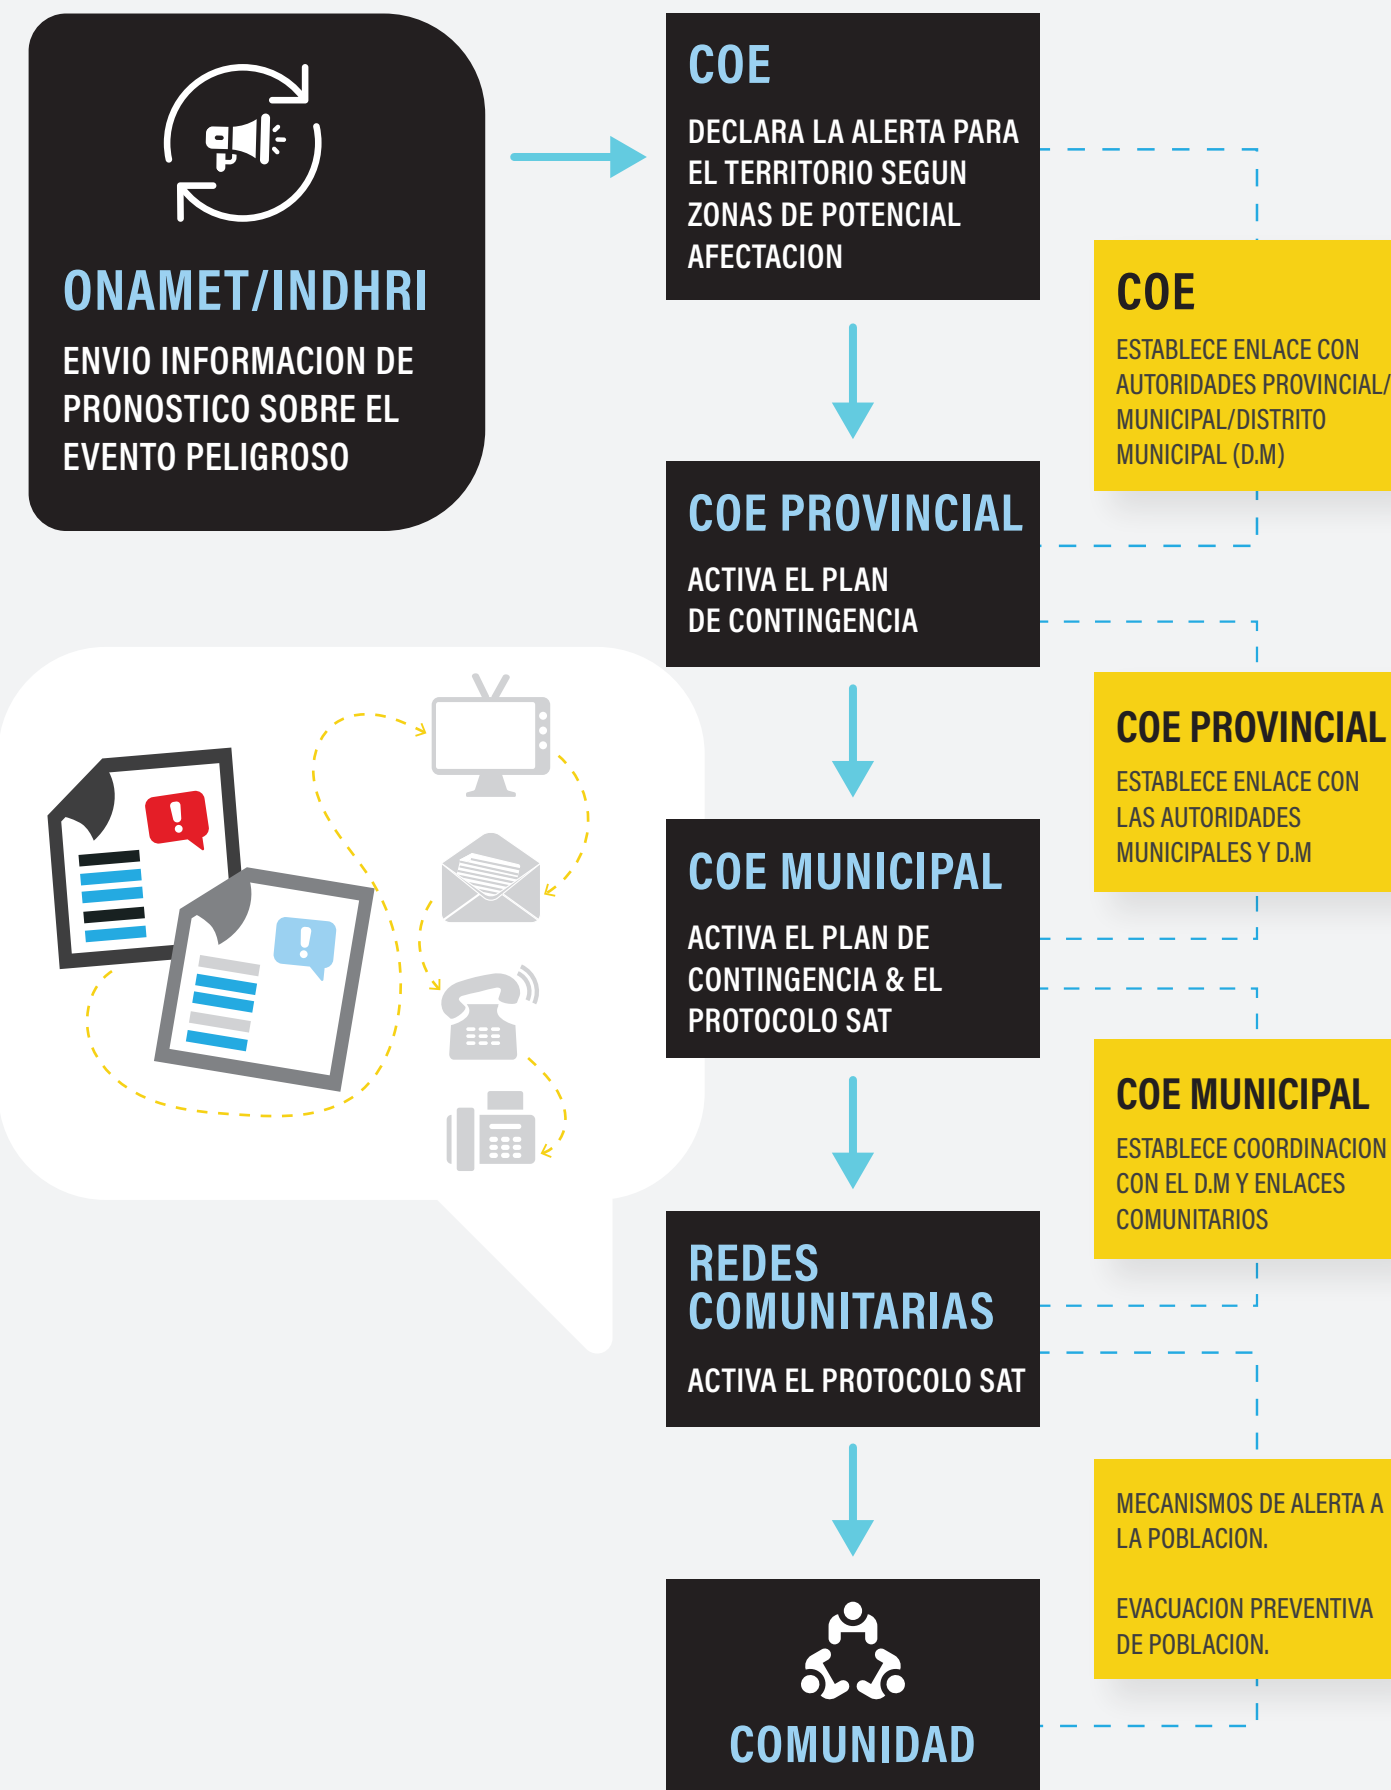 ONAMET/INDHRI
ENVIO INFORMACION DE
PRONOSTICO SOBRE EL
EVENTO PELIGROSO
COE
DECLARA LA ALERTA PARA
EL TERRITORIO SEGUN
ZONAS DE POTENCIAL
AFECTACION
COE
ESTABLECE ENLACE CON
AUTORIDADES PROVINCIAL/
MUNICIPAL/DISTRITO
MUNICIPAL (D.M)
COE PROVINCIAL
ACTIVA EL PLAN
DE CONTINGENCIA
COE PROVINCIAL
ESTABLECE ENLACE CON
LAS AUTORIDADES
MUNICIPALES Y D.M
COE MUNICIPAL
ACTIVA EL PLAN DE
CONTINGENCIA & EL
PROTOCOLO SAT
COE MUNICIPAL
ESTABLECE COORDINACION
CON EL D.M Y ENLACES
COMUNITARIOS
REDES
COMUNITARIAS
ACTIVA EL PROTOCOLO SAT
MECANISMOS DE ALERTA A
LA POBLACION.
EVACUACION PREVENTIVA
DE POBLACION.
COMUNIDAD